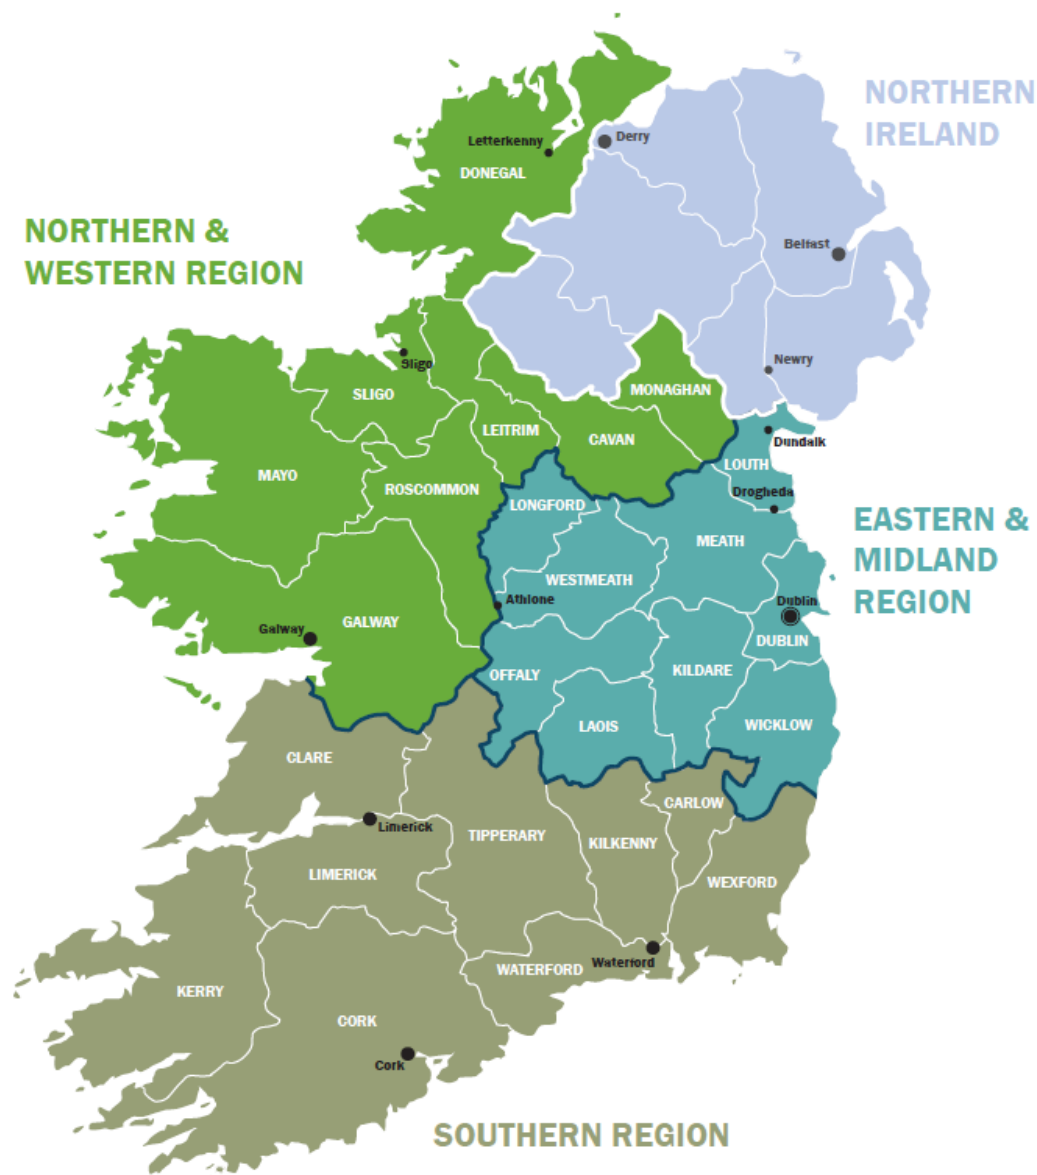 NORTHERN
IRELAND
Derry
Letterkenny
DONEGAL
NORTHERN &
WESTERN REGION
Belfast
Sligo
Newry
SLIGO
MONAGHAN
LEITRIM
CAVAN
Dundalk
MAYO
ROSCOMMON
LOUTH
Drogheda
LONGFORD
EASTERN &
MIDLAND
REGION
MEATH
WESTMEATH
Athlone
Dublin
Galway
GALWAY
DUBLIN
OFFALY
KILDARE
LAOIS
WICKLOW
CLARE
CARLOW
Limerick
TIPPERARY
KILKENNY
LIMERICK
WEXFORD
Waterford
WATERFORD
KERRY
CORK
Cork
SOUTHERN REGION